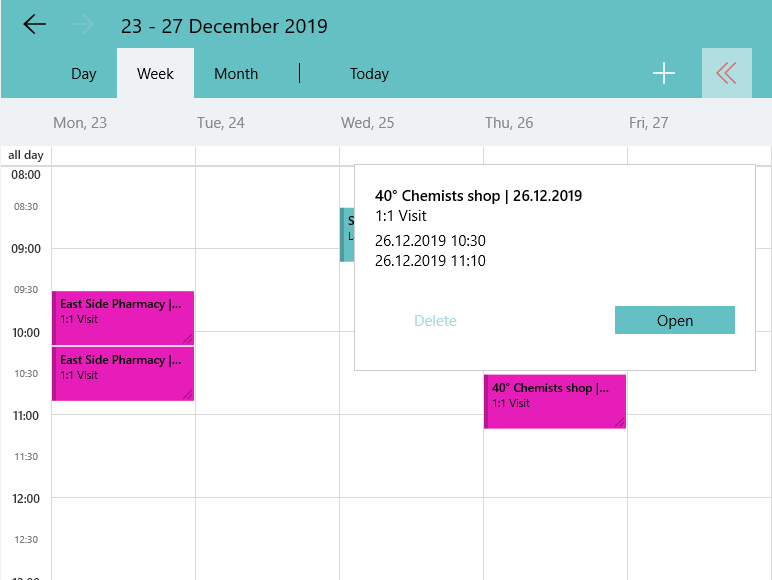 23 - 27 December 2019
Day
Week
Month
Today
Mon, 23
Tue, 24
Wed, 25
Thu, 26
Fri, 27
all day
08:00
08:30
09:00
09:30
10:00
10:30
11:00
11:30
12:00
12:30
East Side Pharmacy |...
1:1 Visit
East Side Pharmacy |...
1:1 Visit
40° Chemists shop | 26.12.2019
1:1 Visit
26.12.2019 10:30
26.12.2019 11:10
Delete
Open
40° Chemists shop |...
1:1 Visit